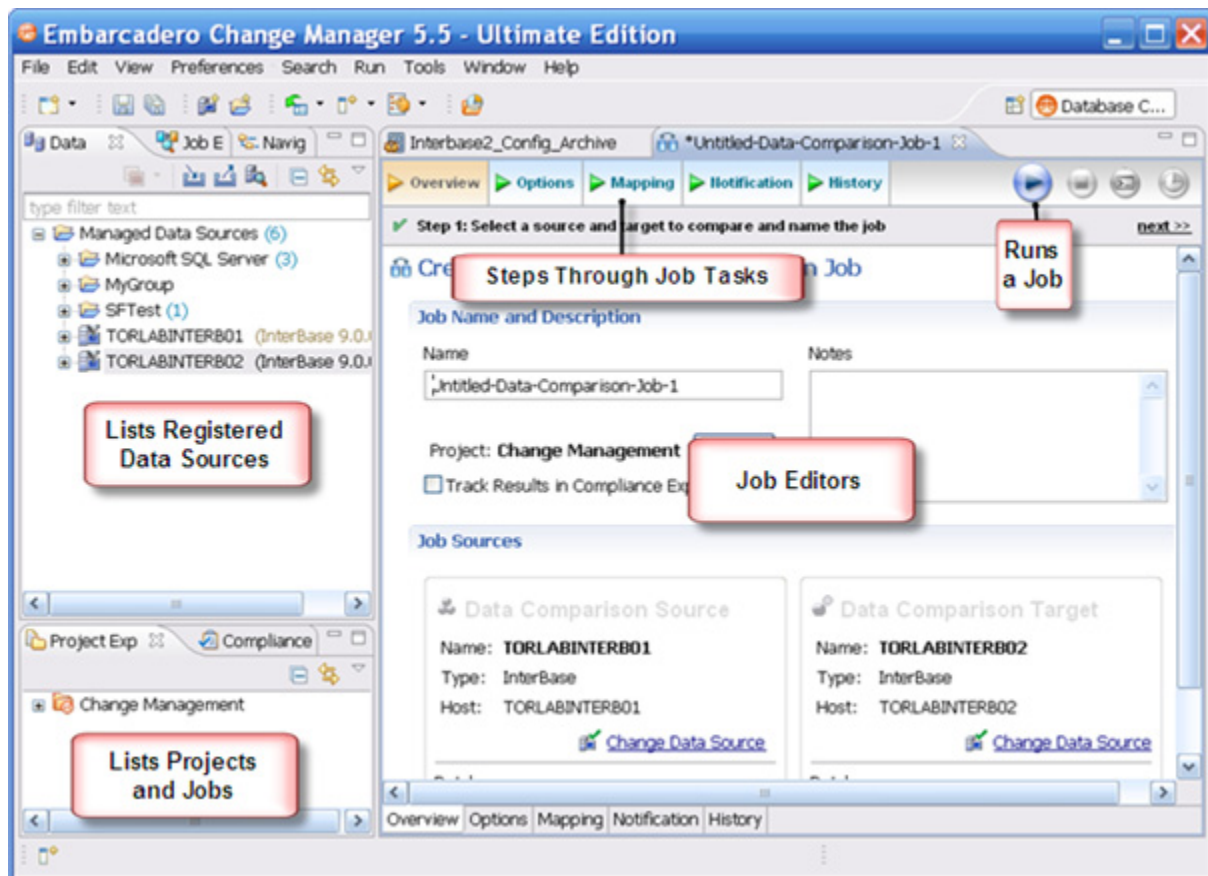 Embarcadero Change Manager 5.5 - Ultimate Edition
File Edit View Preferences Search Run Tools Window Help
Database C...
Data Job E Navig
type filter text
Managed Data Sources (6)
Microsoft SQL Server (3)
MyGroup
SFTest (1)
TORLABINTERB01 (InterBase 9.0.
TORLABINTERB02 (InterBase 9.0.
Lists Registered
Data Sources
Project Exp Compliance
Change Management
Lists Projects
and Jobs
Interbase2_Config_Archive *Untitled-Data-Comparison-Job-1
Overview Options Mapping Notification History
Step 1: Select a source and target to compare and name the job next >>
Runs
a Job
Cre n Job
Steps Through Job Tasks
Job Name and Description
Name Notes
Untitled-Data-Comparison-Job-1
Project: Change Management
Track Results in Compliance Exp
Job Editors
Job Sources
Data Comparison Source
Name: TORLABINTERB01
Type: InterBase
Host: TORLABINTERB01
Change Data Source
Data Comparison Target
Name: TORLABINTERB02
Type: InterBase
Host: TORLABINTERB02
Change Data Source
Overview Options Mapping Notification History